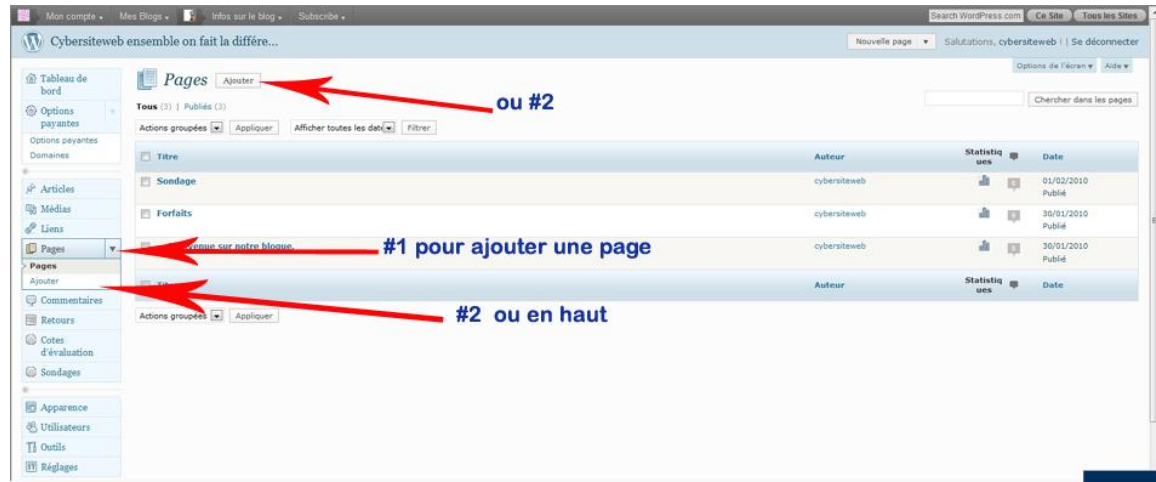 Mon compte Mes Blogs Infos sur le blog Subscribe Search WordPress.com Ce Site Tous les Sites
Cybersiteweb ensemble on fait la différe... Nouvelle page Salutations, cybersiteweb ! | Se déconnecter
Options de l'écran Aide
Tableau de bord
Options payantes
Options payantes
Domaines
Articles
Médias
Liens
Pages
Pages
Ajouter
Commentaires
Retours
Cotes d'évaluation
Sondages
Apparence
Utilisateurs
Outils
Réglages
Pages Ajouter
ou #2
Tous (3) | Publiés (3)
Chercher dans les pages
Actions groupées Appliquer Afficher toutes les date Filtrer
Titre Auteur Statistiques Date
Sondage cybersiteweb 0 01/02/2010
Publié
Forfaits cybersiteweb 0 30/01/2010
Publié
venue sur notre blogue. cybersiteweb 30/01/2010
Publié
#1 pour ajouter une page
Auteur Statistiques Date
Actions groupées Appliquer
#2 ou en haut